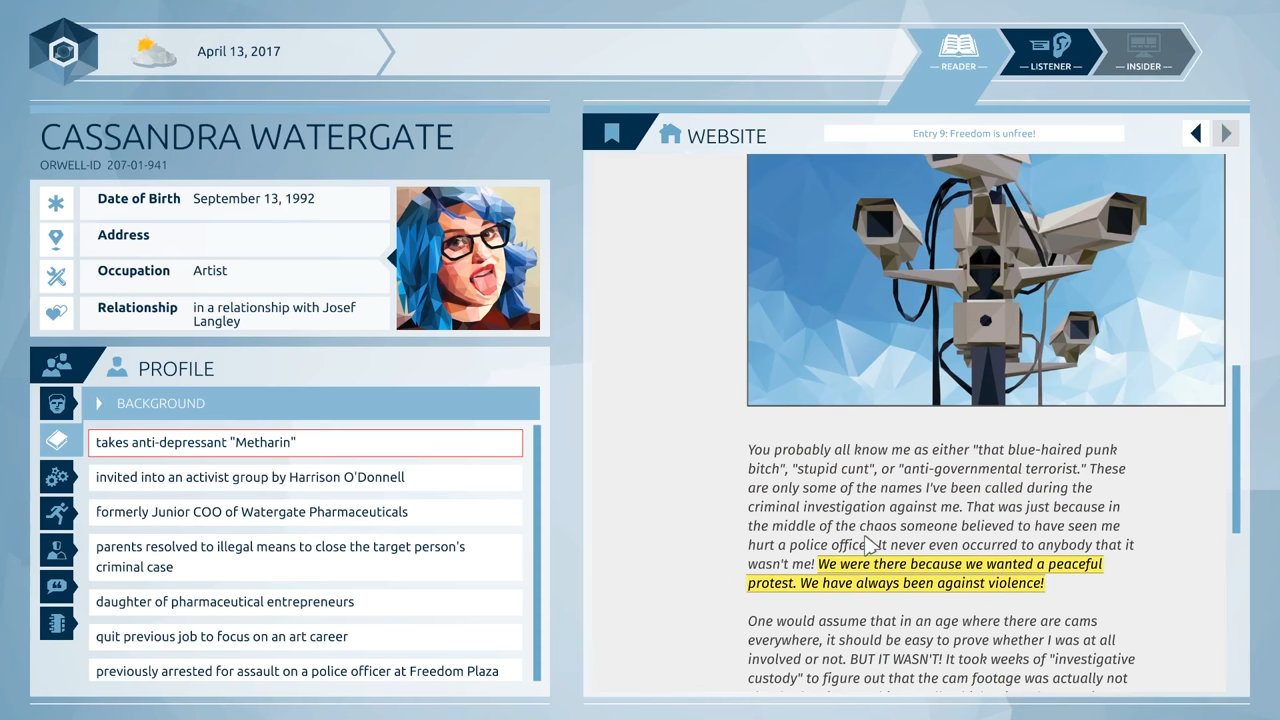 April 13, 2017
— READER —
— LISTENER —
— INSIDER —
CASSANDRA WATERGATE
ORWELL-ID 207-01-941
Date of Birth September 13, 1992
Address
Occupation Artist
Relationship in a relationship with Josef
Langley
PROFILE
BACKGROUND
takes anti-depressant "Metharin"
invited into an activist group by Harrison O'Donnell
formerly Junior COO of Watergate Pharmaceuticals
parents resolved to illegal means to close the target person's
criminal case
daughter of pharmaceutical entrepreneurs
quit previous job to focus on an art career
previously arrested for assault on a police officer at Freedom Plaza
WEBSITE
Entry 9: Freedom is unfree!
You probably all know me as either "that blue-haired punk
bitch", "stupid cunt", or "anti-governmental terrorist." These
are only some of the names I've been called during the
criminal investigation against me. That was just because in
the middle of the chaos someone believed to have seen me
hurt a police office It never even occurred to anybody that it
wasn't me! We were there because we wanted a peaceful
protest. We have always been against violence!
One would assume that in an age where there are cams
everywhere, it should be easy to prove whether I was at all
involved or not. BUT IT WASN'T! It took weeks of "investigative
custody" to figure out that the cam footage was actually not